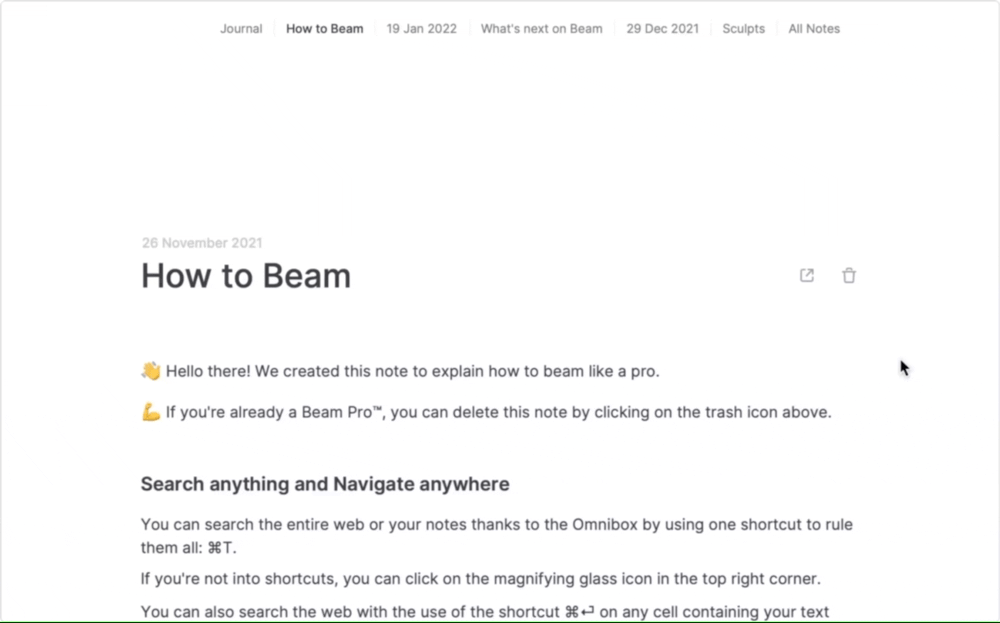 Journal How to Beam 19 Jan 2022 What's next on Beam 29 Dec 2021 Sculpts All Notes
26 November 2021
How to Beam
👋 Hello there! We created this note to explain how to beam like a pro.
💪 If you're already a Beam Pro™, you can delete this note by clicking on the trash icon above.
Search anything and Navigate anywhere
You can search the entire web or your notes thanks to the Omnibox by using one shortcut to rule
them all: ⌘T.
If you're not into shortcuts, you can click on the magnifying glass icon in the top right corner.
You can also search the web with the use of the shortcut ⌘⏎ on any cell containing your text